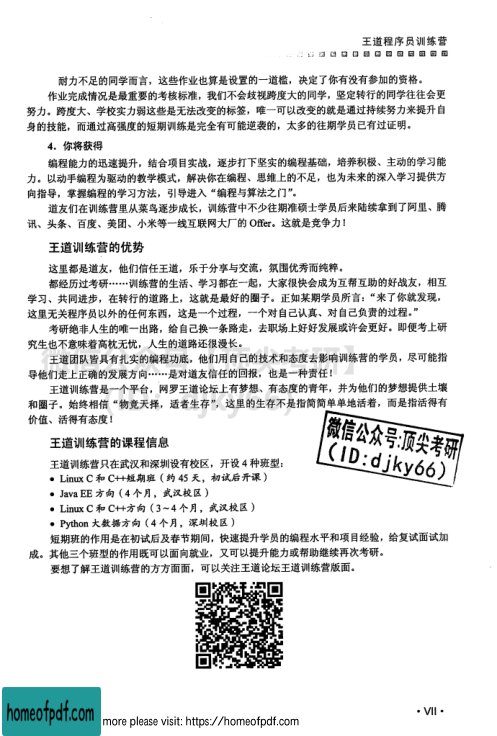 王道程序员训练营
耐力不足的同学而言，这些作业也算是设置的一道槛，决定了你有没有参加的资格。
作业完成情况是最重要的考核标准，我们不会歧视跨度大的同学，坚定转行的同学往往会更
努力。跨度大、学校实力弱这些是无法改变的标签，唯一可以改变的就是通过持续努力来提升自
身的技能，而通过高强度的短期训练是完全有可能逆袭的，太多的往期学员已有过证明。
4．你将获得
编程能力的迅速提升，结合项目实战，逐步打下坚实的编程基础，培养积极、主动的学习能
力。以动手编程为驱动的教学模式，解决你在编程、思维上的不足，也为未来的深入学习提供方
向指导，掌握编程的学习方法，引导进入“编程与算法之门”。
道友们在训练营里从菜鸟逐步成长，训练营中不少往期准硕士学员后来陆续拿到了阿里、腾
讯、头条、百度、美团、小米等一线互联网大厂的 Offer。这就是竞争力！
王道训练营的优势
这里都是道友，他们信任王道，乐于分享与交流，氛围优秀而纯粹。
都经历过考研……训练营的生活、学习都在一起，大家很快会成为互帮互助的好战友，相互
学习、共同进步，在转行的道路上，这就是最好的圈子。正如某期学员所言：“来了你就发现，
这里无关程序员以外的任何东西，这是一个过程，一个对自己认真、对自己负责的过程。”
考研绝非人生的唯一出路，给自己换一条路走，去职场上好好发展或许会更好。即便考上研
究生也不意味着高枕无忧，人生的道路还很漫长。
王道团队皆具有扎实的编程功底，他们用自己的技术和态度去影响训练营的学员，尽可能指
导他们走上正确的发展方向……是对道友信任的回报，也是一种责任！
王道训练营是一个平台，网罗王道论坛上有梦想、有态度的青年，并为他们的梦想提供土壤
和圈子。始终相信“物竞天择，适者生存”，这里的生存不是指简简单单地活着，而是指活得有
价值、活得有态度！
微信公众号:顶尖考研
(ID:djky66)
王道训练营的课程信息
王道训练营只在武汉和深圳设有校区，开设 4 种班型：
• Linux C 和 C++短期班（约 45 天，初试后开课）
• Java EE 方向（4 个月，武汉校区）
• Linux C 和 C++方向（3~4 个月，武汉校区）
• Python 大数据方向（4 个月，深圳校区）
短期班的作用是在初试后及春节期间，快速提升学员的编程水平和项目经验，给复试面试加
成。其他三个班型的作用既可以面向就业，又可以提升能力或帮助继续再次考研。
要想了解王道训练营的方方面面，可以关注王道论坛王道训练营版面。
• VII •
homeofpdf.com
more please visit: https://homeofpdf.com